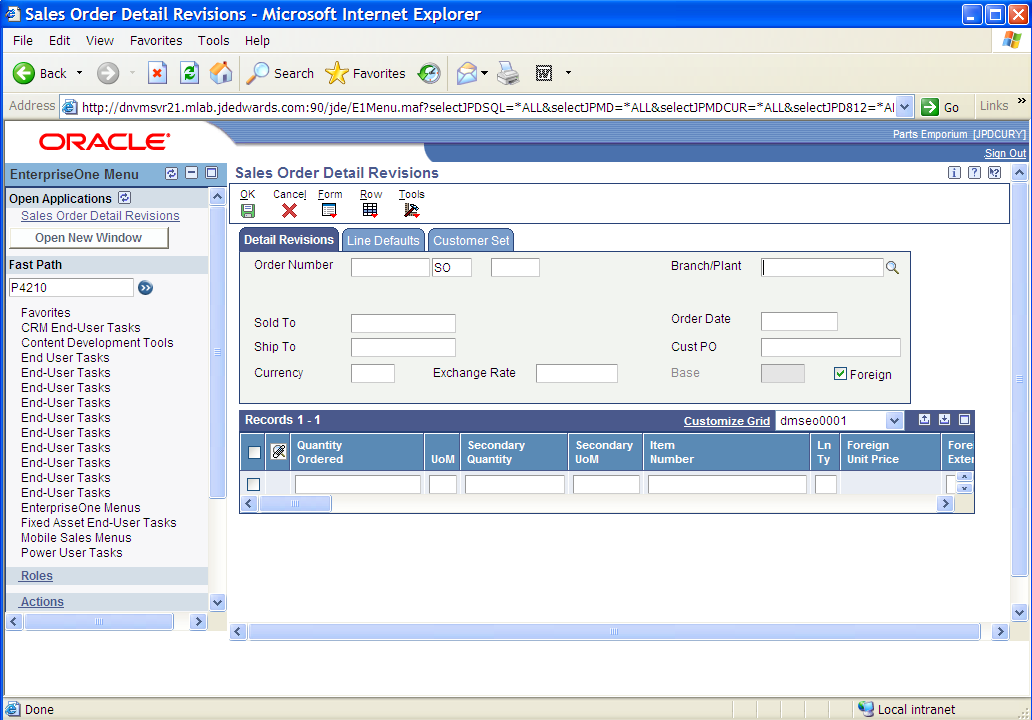 Sales Order Detail Revisions - Microsoft Internet Explorer
File Edit View Favorites Tools Help
Back Search Favorites
Address http://dnvmsvr21.mlab.jdedwards.com:90/jde/E1Menu.maf?selectJPDSQL=*ALL&selectJPMD=*ALL&selectJPMDCUR=*ALL&selectJPD812=*Al Go Links »
ORACLE
Parts Emporium [JPDCURY]
Sign Out
EnterpriseOne Menu
Open Applications
Sales Order Detail Revisions
Open New Window
Fast Path
P4210
Favorites
CRM End-User Tasks
Content Development Tools
End User Tasks
End-User Tasks
End-User Tasks
End-User Tasks
End-User Tasks
End-User Tasks
End-User Tasks
End-User Tasks
End-User Tasks
End-User Tasks
EnterpriseOne Menus
Fixed Asset End-User Tasks
Mobile Sales Menus
Power User Tasks
Roles
Actions
Sales Order Detail Revisions
OK Cancel Form Row Tools
Detail Revisions Line Defaults Customer Set
Order Number SO Branch/Plant
Sold To Order Date
Ship To Cust PO
Currency Exchange Rate Base Foreign
Records 1 - 1 Customize Grid dmseo0001
Quantity Ordered UoM Secondary Quantity Secondary UoM Item Number Ln Ty Foreign Unit Price Fore Exter
Done Local intranet